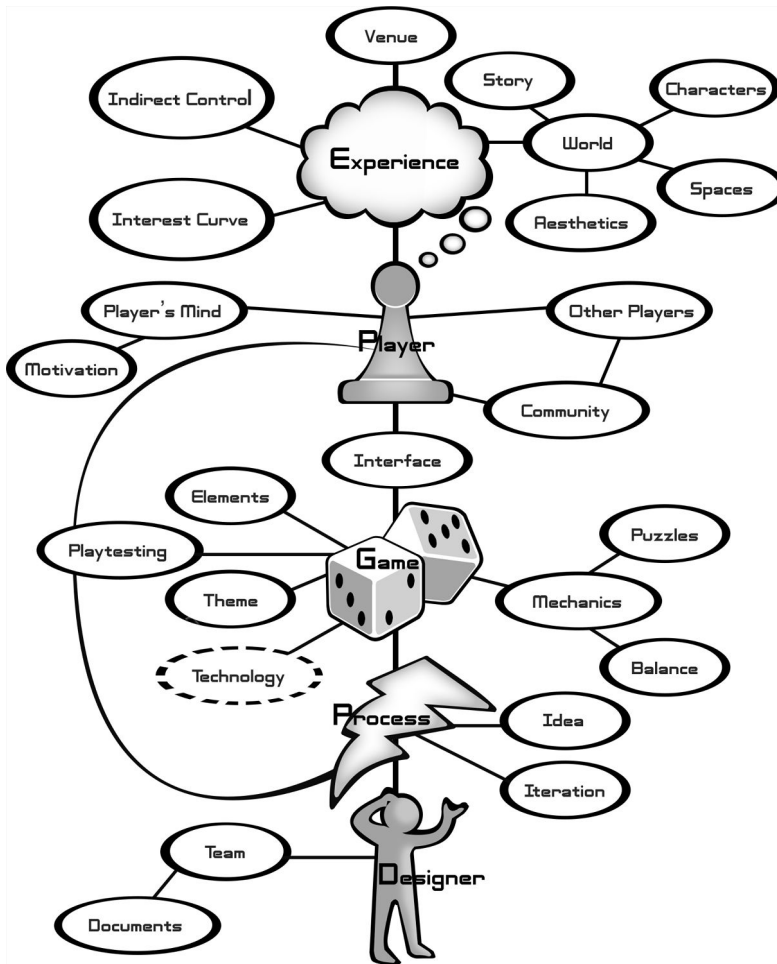 Venue
Story
Characters
Indirect Control
World
Experience
Spaces
Interest Curve
Aesthetics
Player's Mind
Other Players
Player
Motivation
Community
Interface
Elements
Puzzles
Playtesting
Game
Theme
Mechanics
Technology
Balance
Process
Idea
Iteration
Team
Designer
Documents